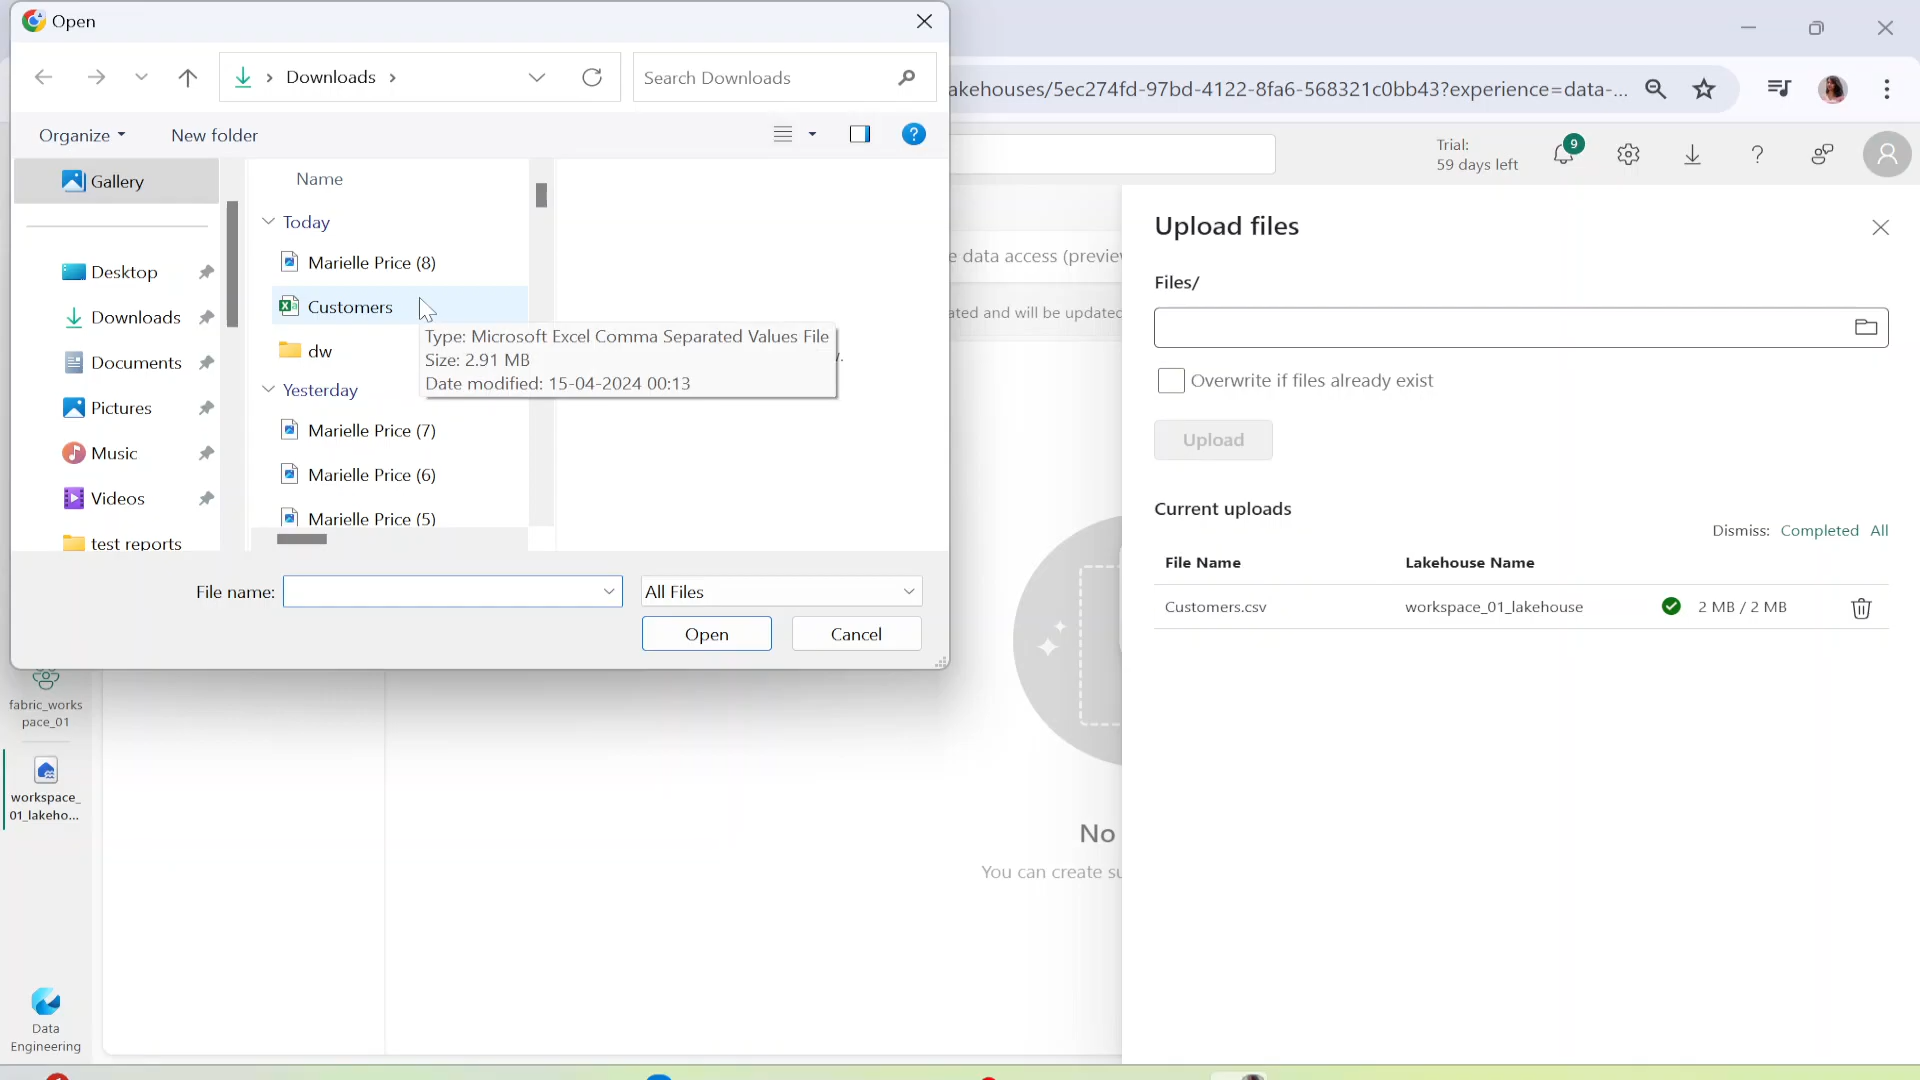 Open
Downloads
Search Downloads
akehouses/5ec274fd-97bd-4122-8fa6-568321c0bb43?experience=data-...
Organize
New folder
Trial:
59 days left
9
Gallery
Desktop
Downloads
Documents
Pictures
Music
Videos
test reports
Name
Today
Marielle Price (8)
Customers
dw
Yesterday
Marielle Price (7)
Marielle Price (6)
Marielle Price (5)
Type: Microsoft Excel Comma Separated Values File
Size: 2.91 MB
Date modified: 15-04-2024 00:13
File name:
All Files
Open
Cancel
e data access (previe
ated and will be updated
Upload files
Files/
Overwrite if files already exist
Upload
Current uploads
Dismiss: Completed All
File Name Lakehouse Name
Customers.csv workspace_01_lakehouse 2 MB / 2 MB
fabric_works
pace_01
workspace_
01_lakeho...
No
You can create su
Data
Engineering